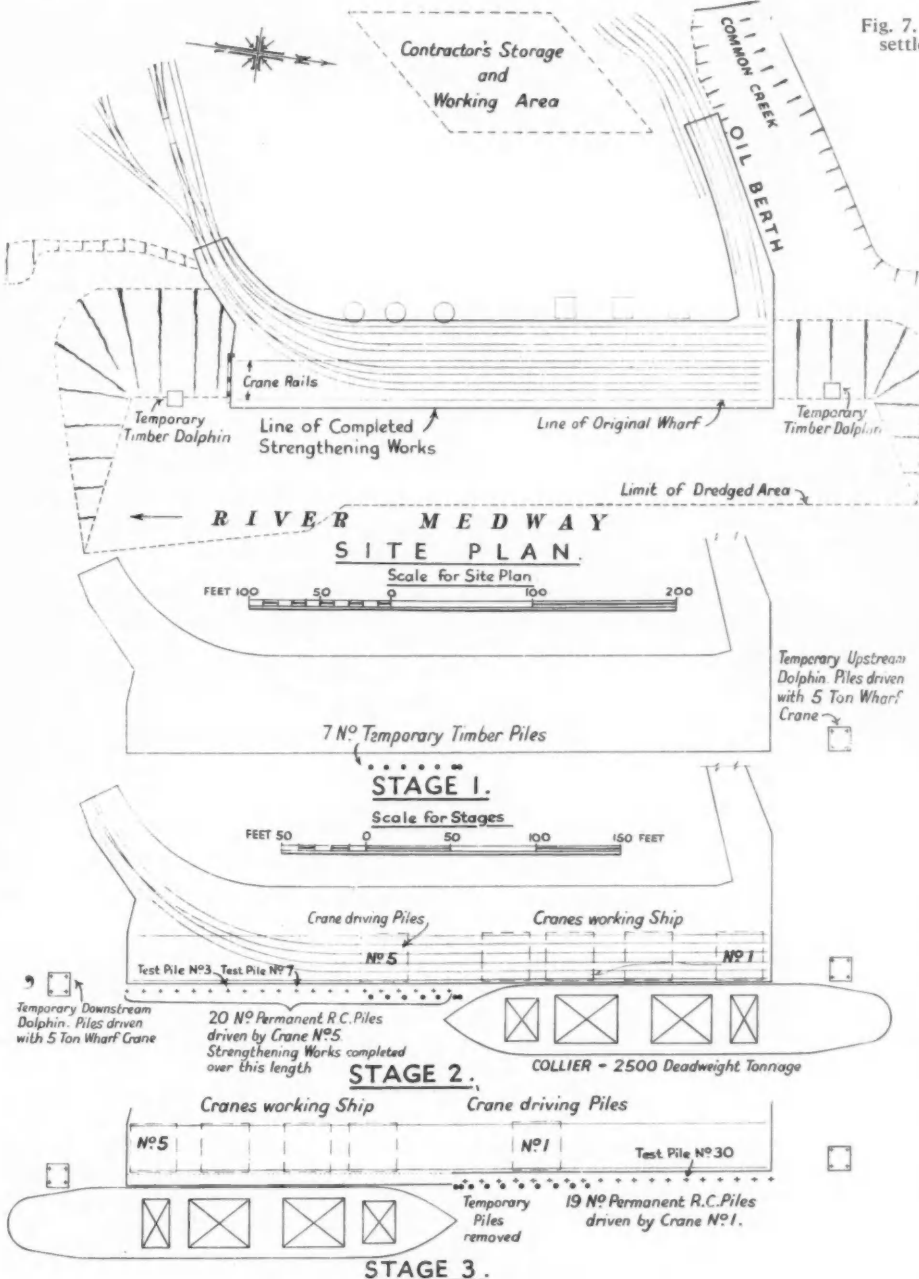 Fig. 7.
settle
Contractor's Storage
and
Working Area
COMMON CREEK
OIL BERTH
Crane Rails
Temporary
Timber Dolphin
Line of Completed
Strengthening Works
Line of Original Wharf
Temporary
Timber Dolphin
Limit of Dredged Area
RIVER MEDWAY
SITE PLAN.
Scale for Site Plan
FEET 100 50 0 100 200
Temporary Upstream
Dolphin. Piles driven
with 5 Ton Wharf
Crane
7 Nº Temporary Timber Piles
STAGE 1.
Scale for Stages
FEET 50 0 50 100 150 FEET
Crane driving Piles
Cranes working Ship
Nº 5
Nº 1
Test Pile Nº 3
Test Pile Nº 7
Temporary Downstream
Dolphin. Piles driven
with 5 Ton Wharf Crane
20 Nº Permanent R.C. Piles
driven by Crane Nº 5.
Strengthening Works completed
over this length
COLLIER - 2500 Deadweight Tonnage
STAGE 2.
Cranes working Ship
Crane driving Piles
Nº 5
Nº 1
Test Pile Nº 30
Temporary
Piles
removed
19 Nº Permanent R.C. Piles
driven by Crane Nº 1.
STAGE 3.